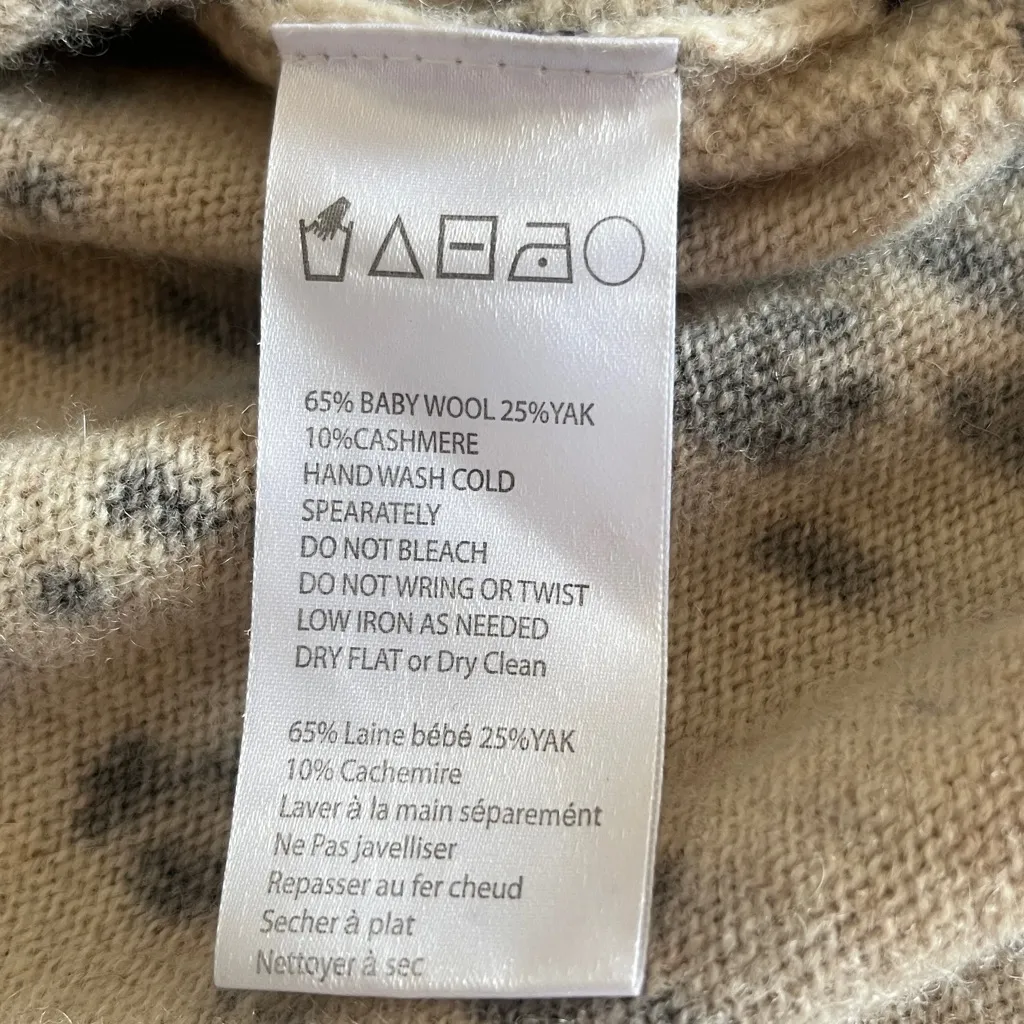 65% BABY WOOL 25%YAK
10%CASHMERE
HAND WASH COLD
SPEARATELY
DO NOT BLEACH
DO NOT WRING OR TWIST
LOW IRON AS NEEDED
DRY FLAT or Dry Clean
65% Laine bébé 25%YAK
10% Cachemire
Laver à la main séparemént
Ne Pas javelliser
Repasser au fer cheud
Secher à plat
Nettoyer à sec